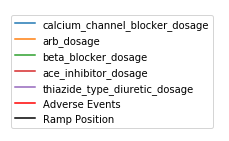 calcium_channel_blocker_dosage
arb_dosage
beta_blocker_dosage
ace_inhibitor_dosage
thiazide_type_diuretic_dosage
Adverse Events
Ramp Position